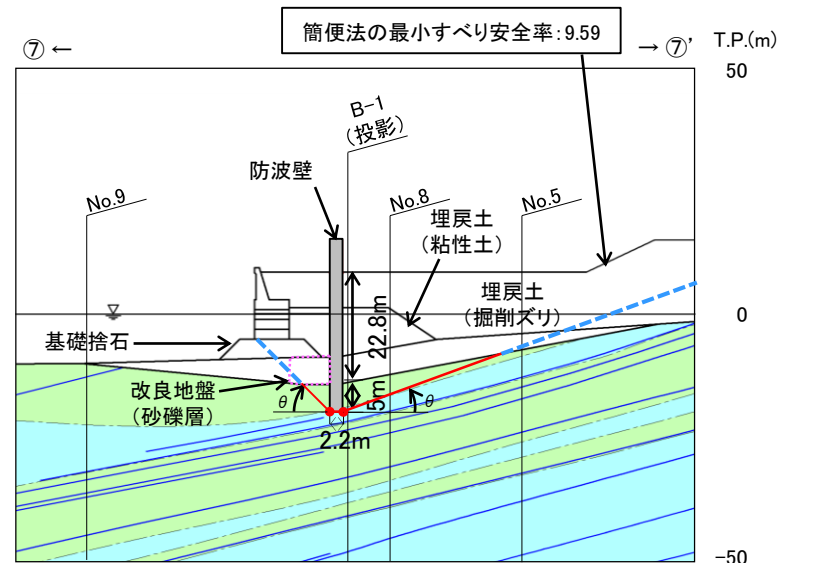 簡便法の最小すべり安全率:9.59
⑦ ←
→ ⑦’
T.P.(m)
50
B-1
(投影)
防波壁
No.9
No.8
No.5
埋戻土
(粘性土)
埋戻土
(掘削ズリ)
0
22.8m
基礎捨石
改良地盤
(砂礫層)
θ
5m
θ
2.2m
-50